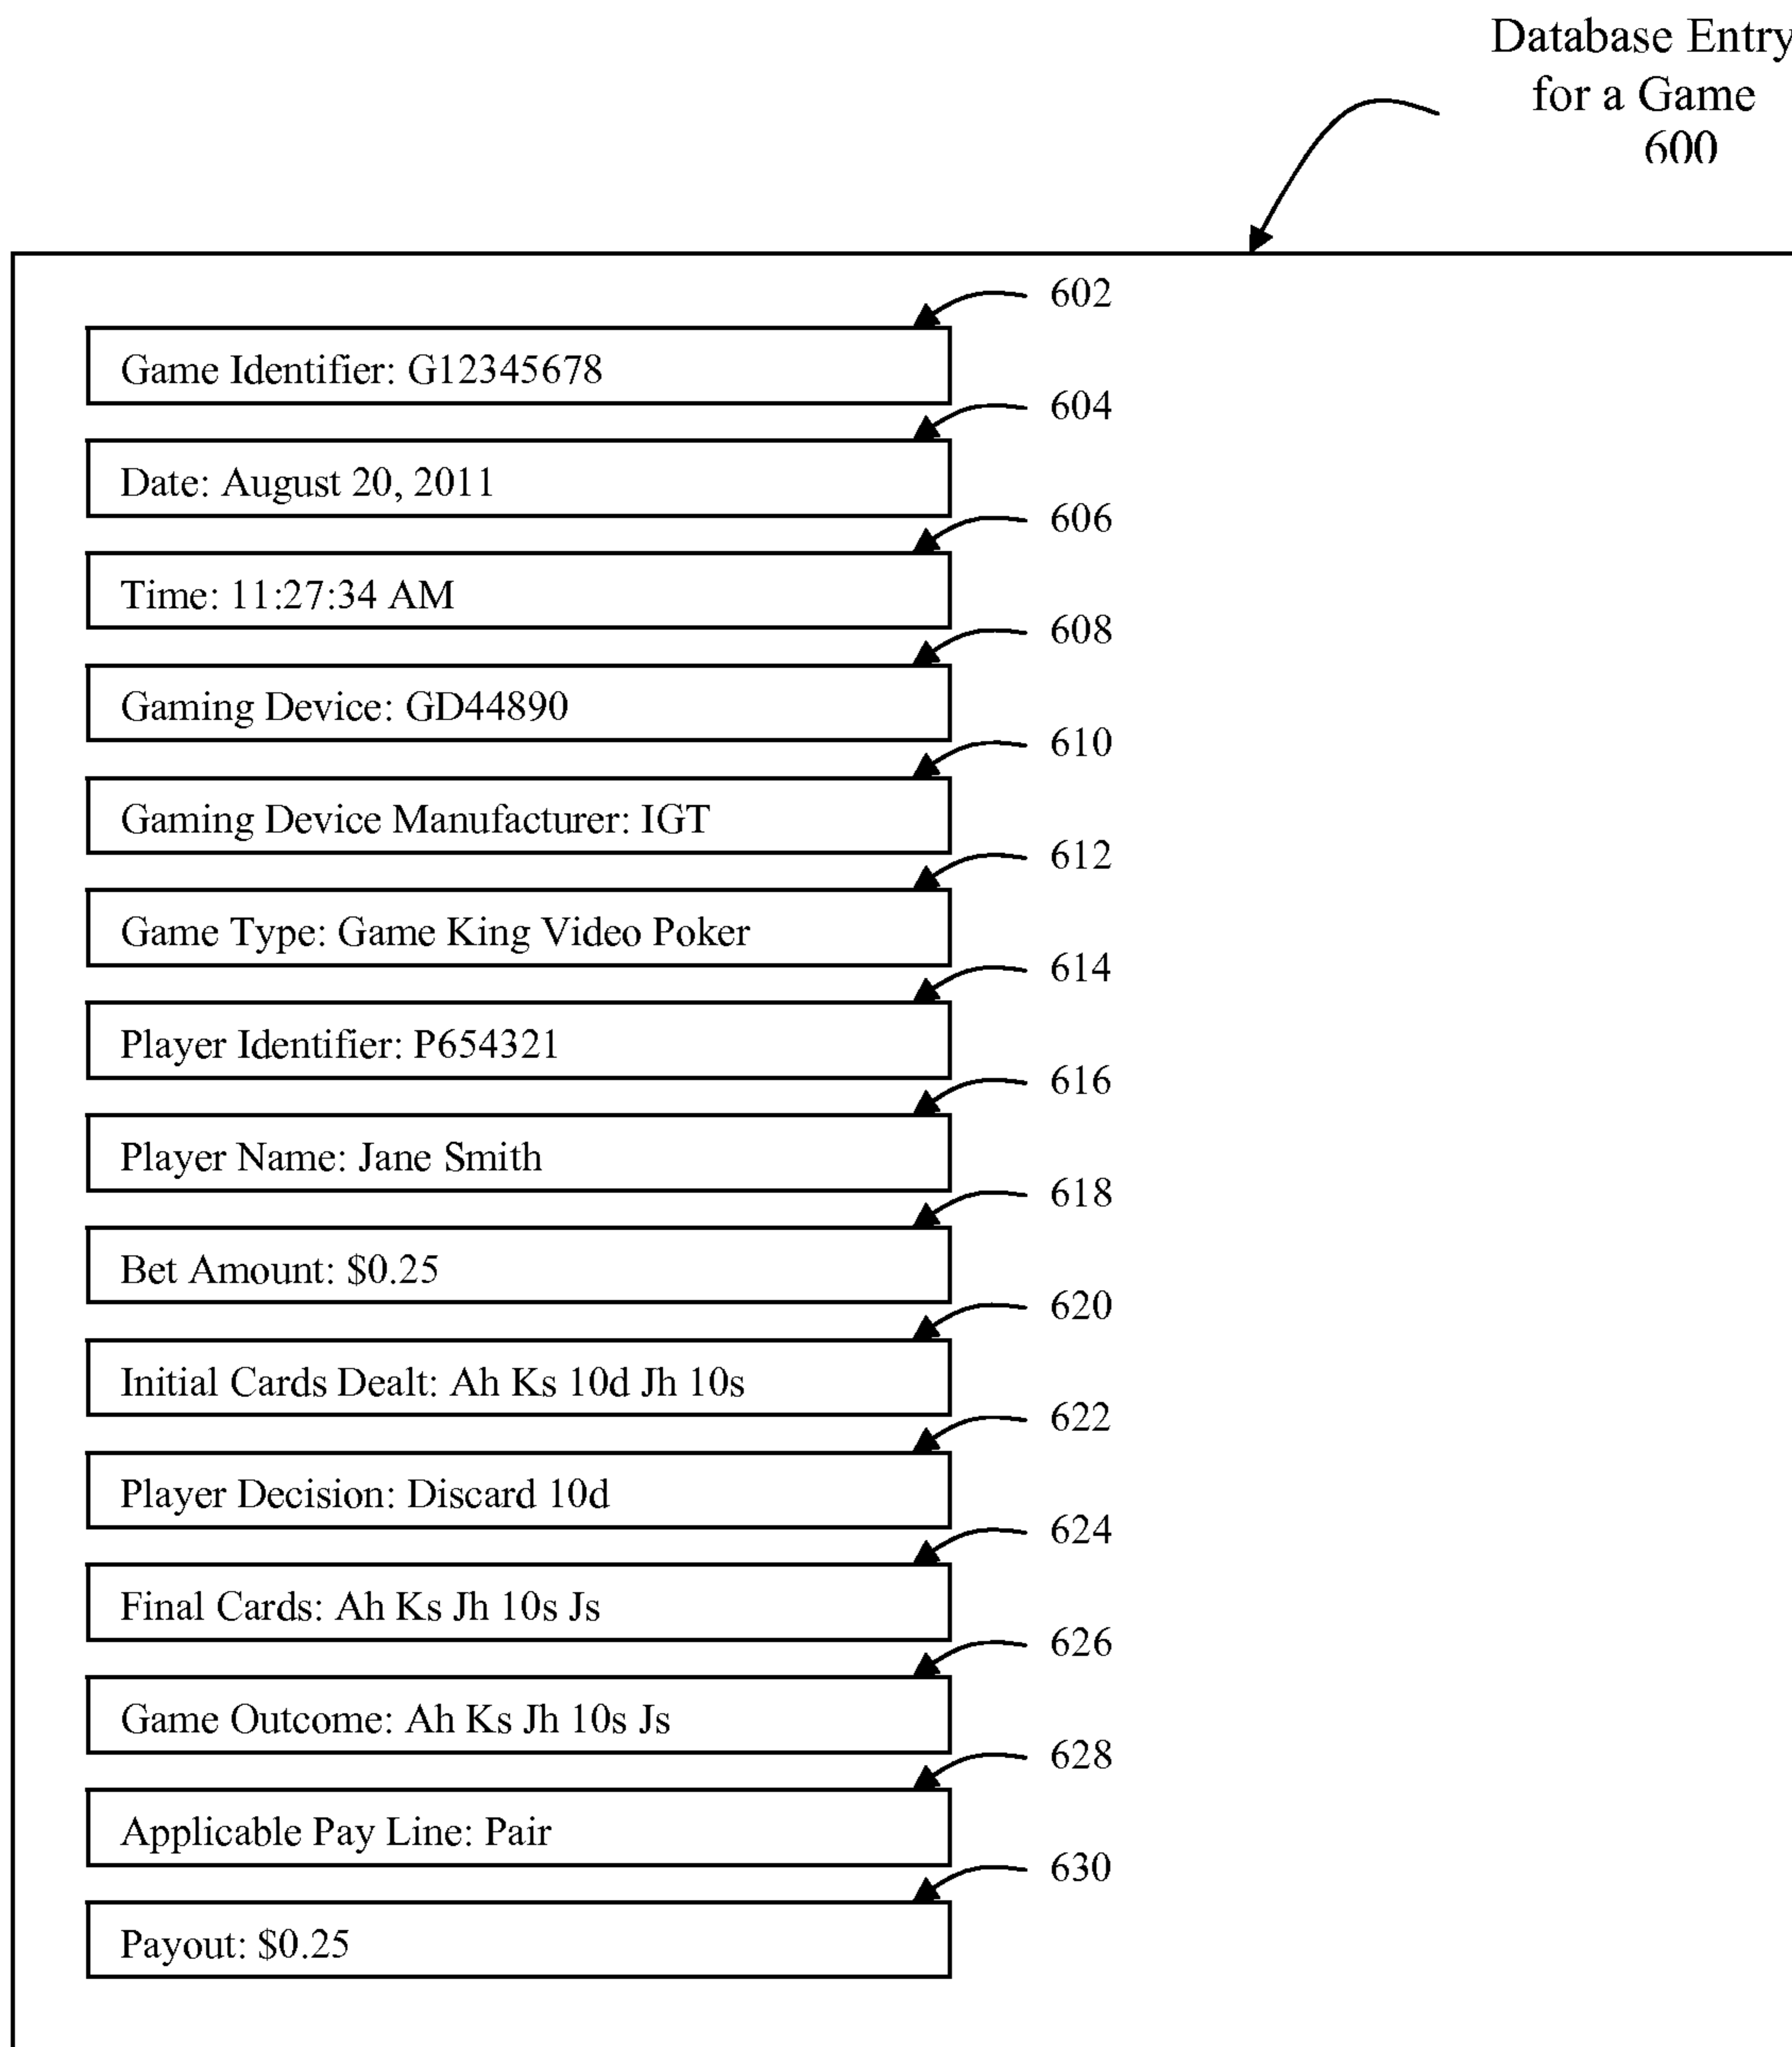 Database Entry
for a Game
600
602
Game Identifier: G12345678
604
Date: August 20, 2011
606
Time: 11:27:34 AM
608
Gaming Device: GD44890
610
Gaming Device Manufacturer: IGT
612
Game Type: Game King Video Poker
614
Player Identifier: P654321
616
Player Name: Jane Smith
618
Bet Amount: $0.25
620
Initial Cards Dealt: Ah Ks 10d Jh 10s
622
Player Decision: Discard 10d
624
Final Cards: Ah Ks Jh 10s Js
626
Game Outcome: Ah Ks Jh 10s Js
628
Applicable Pay Line: Pair
630
Payout: $0.25